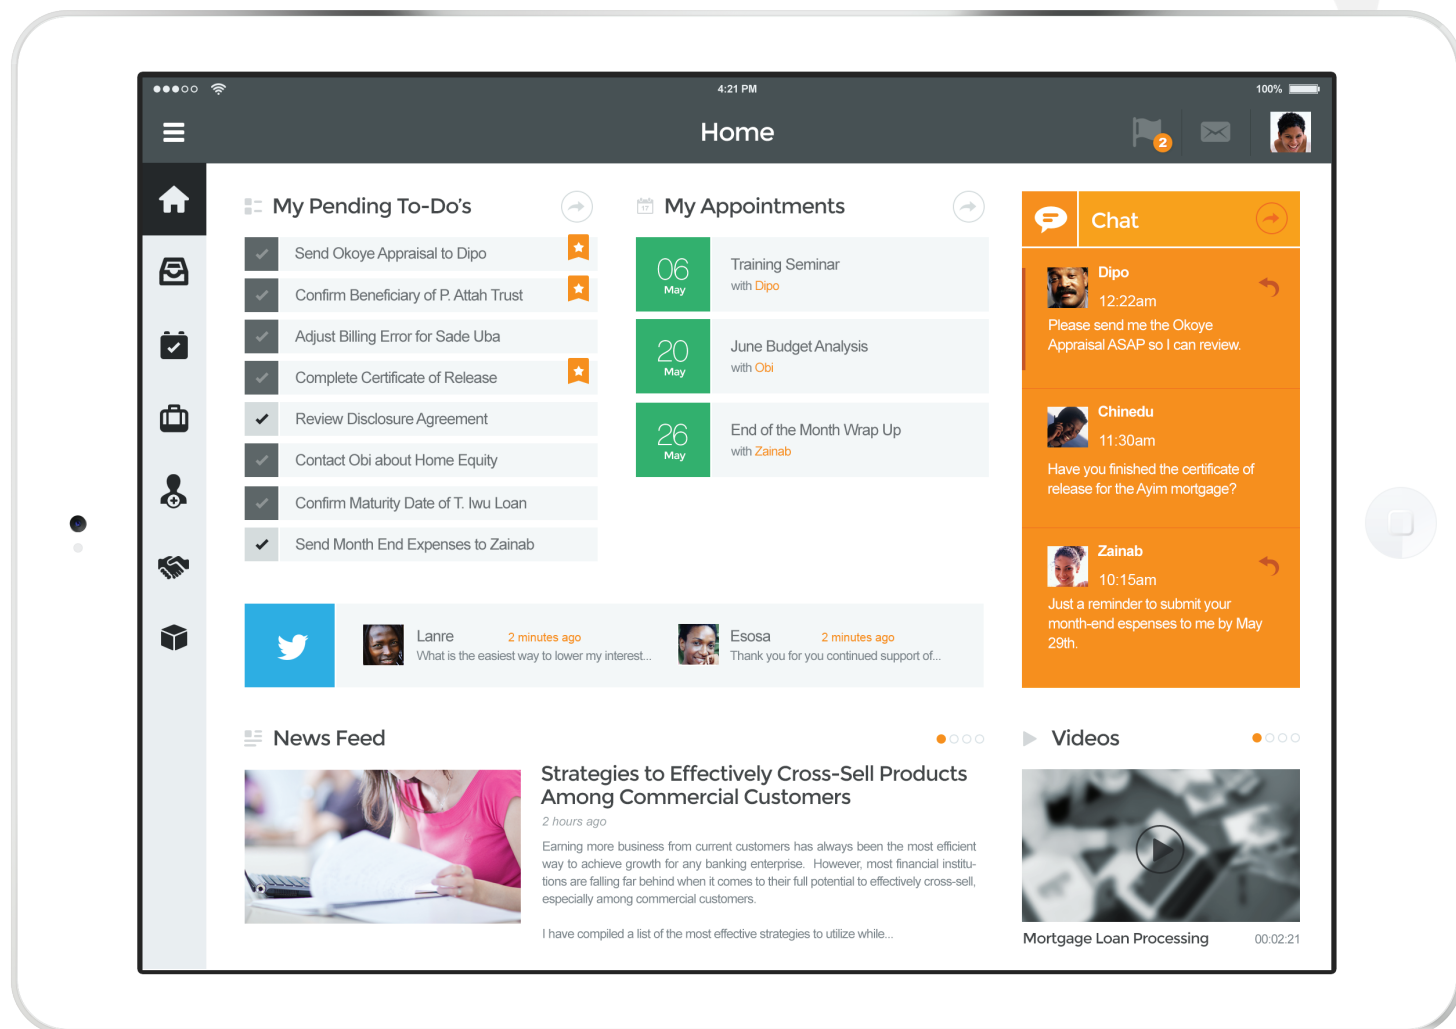 4:21 PM
100%
Home
2
My Pending To-Do's
Send Okoye Appraisal to Dipo
Confirm Beneficiary of P. Attah Trust
Adjust Billing Error for Sade Uba
Complete Certificate of Release
Review Disclosure Agreement
Contact Obi about Home Equity
Confirm Maturity Date of T. Iwu Loan
Send Month End Expenses to Zainab
17
My Appointments
06
May
Training Seminar
with Dipo
20
May
June Budget Analysis
with Obi
26
May
End of the Month Wrap Up
with Zainab
Chat
Dipo
12:22am
Please send me the Okoye
Appraisal ASAP so I can review.
Chinedu
11:30am
Have you finished the certificate of
release for the Ayim mortgage?
Zainab
10:15am
Just a reminder to submit your
month-end espenses to me by May
29th.
Lanre 2 minutes ago
What is the easiest way to lower my interest...
Esosa 2 minutes ago
Thank you for you continued support of...
News Feed
Strategies to Effectively Cross-Sell Products
Among Commercial Customers
2 hours ago
Earning more business from current customers has always been the most efficient
way to achieve growth for any banking enterprise. However, most financial institu-
tions are falling far behind when it comes to their full potential to effectively cross-sell,
especially among commercial customers.
I have compiled a list of the most effective strategies to utilize while...
Videos
Mortgage Loan Processing 00:02:21